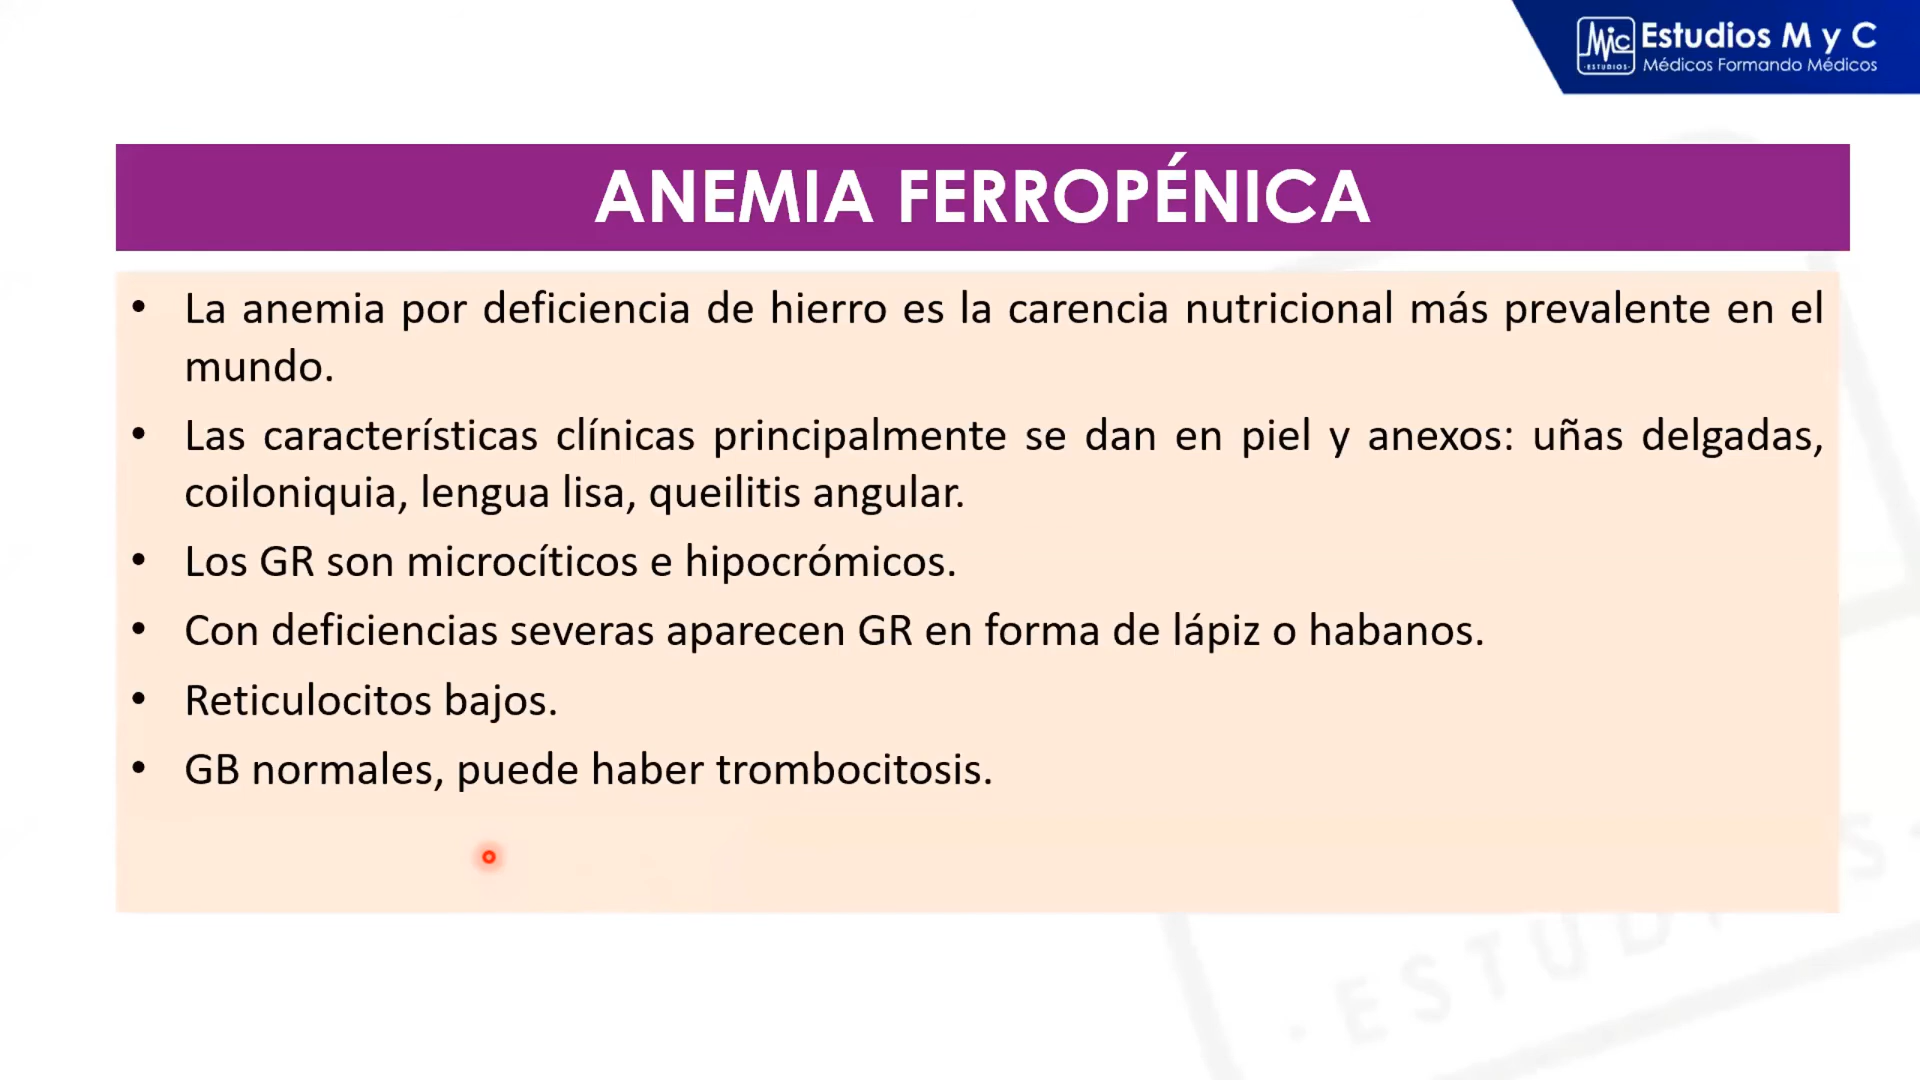 Mic
·ESTUDIOS·
Estudios M y C
Médicos Formando Médicos
ANEMIA FERROPÉNICA
• La anemia por deficiencia de hierro es la carencia nutricional más prevalente en el
mundo.
• Las características clínicas principalmente se dan en piel y anexos: uñas delgadas,
coiloniquia, lengua lisa, queilitis angular.
• Los GR son microcíticos e hipocrómicos.
• Con deficiencias severas aparecen GR en forma de lápiz o habanos.
• Reticulocitos bajos.
• GB normales, puede haber trombocitosis.